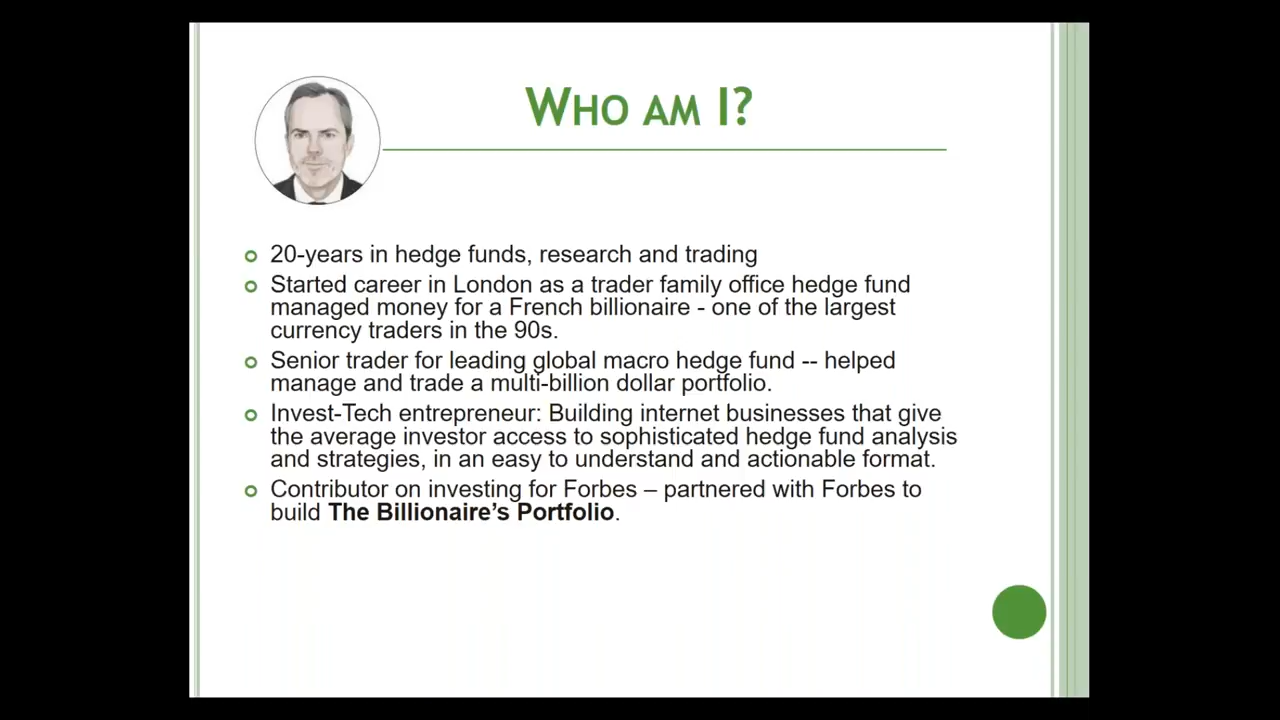 WHO AM I?
20-years in hedge funds, research and trading
Started career in London as a trader family office hedge fund
managed money for a French billionaire - one of the largest
currency traders in the 90s.
Senior trader for leading global macro hedge fund -- helped
manage and trade a multi-billion dollar portfolio.
Invest-Tech entrepreneur: Building internet businesses that give
the average investor access to sophisticated hedge fund analysis
and strategies, in an easy to understand and actionable format.
Contributor on investing for Forbes – partnered with Forbes to
build The Billionaire’s Portfolio.